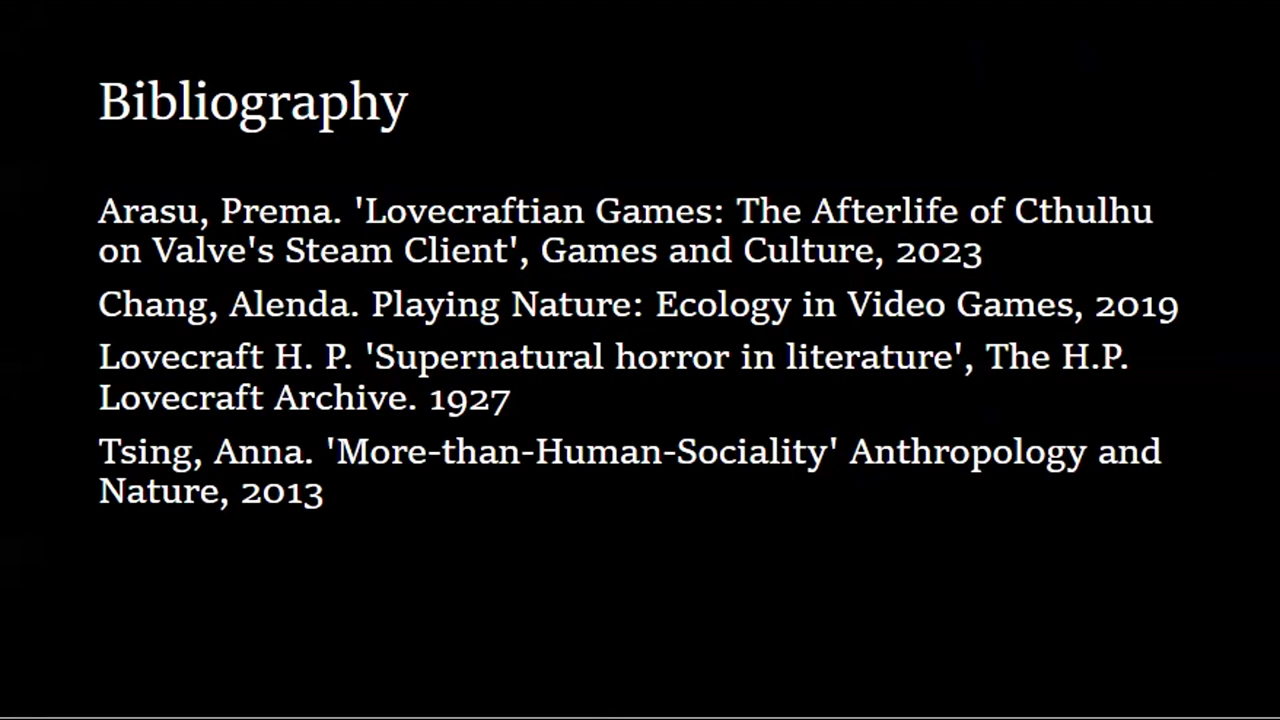 Bibliography
Arasu, Prema. 'Lovecraftian Games: The Afterlife of Cthulhu
on Valve's Steam Client', Games and Culture, 2023
Chang, Alenda. Playing Nature: Ecology in Video Games, 2019
Lovecraft H. P. 'Supernatural horror in literature', The H.P.
Lovecraft Archive. 1927
Tsing, Anna. 'More-than-Human-Sociality' Anthropology and
Nature, 2013